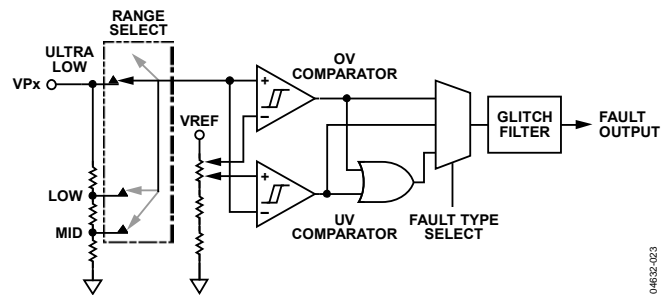 RANGE
SELECT
ULTRA
LOW
VPx
LOW
MID
VREF
+
–
OV
COMPARATOR
+
–
UV
COMPARATOR
FAULT TYPE
SELECT
GLITCH
FILTER
FAULT
OUTPUT
04632-023